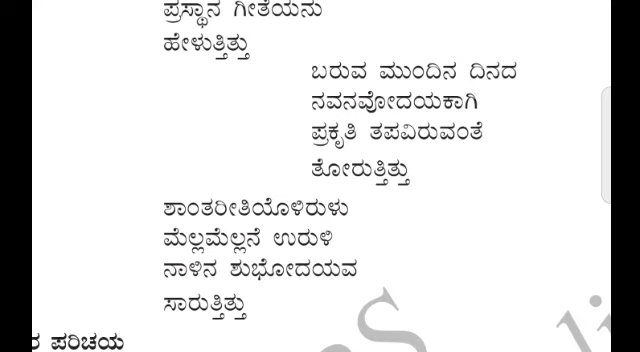 ಪ್ರಸ್ಥಾನ ಗೀತೆಯನು
ಹೇಳುತ್ತಿತ್ತು
ಬರುವ ಮುಂದಿನ ದಿನದ
ನವನವೋದಯಕಾಗಿ
ಪ್ರಕೃತಿ ತಪವಿರುವಂತೆ
ತೋರುತ್ತಿತ್ತು
ಶಾಂತರೀತಿಯೊಳಿರುಳು
ಮೆಲ್ಲಮೆಲ್ಲನೆ ಉರುಳಿ
ನಾಳಿನ ಶುಭೋದಯವ
ಸಾರುತ್ತಿತ್ತು
ಪರಿಚಯ